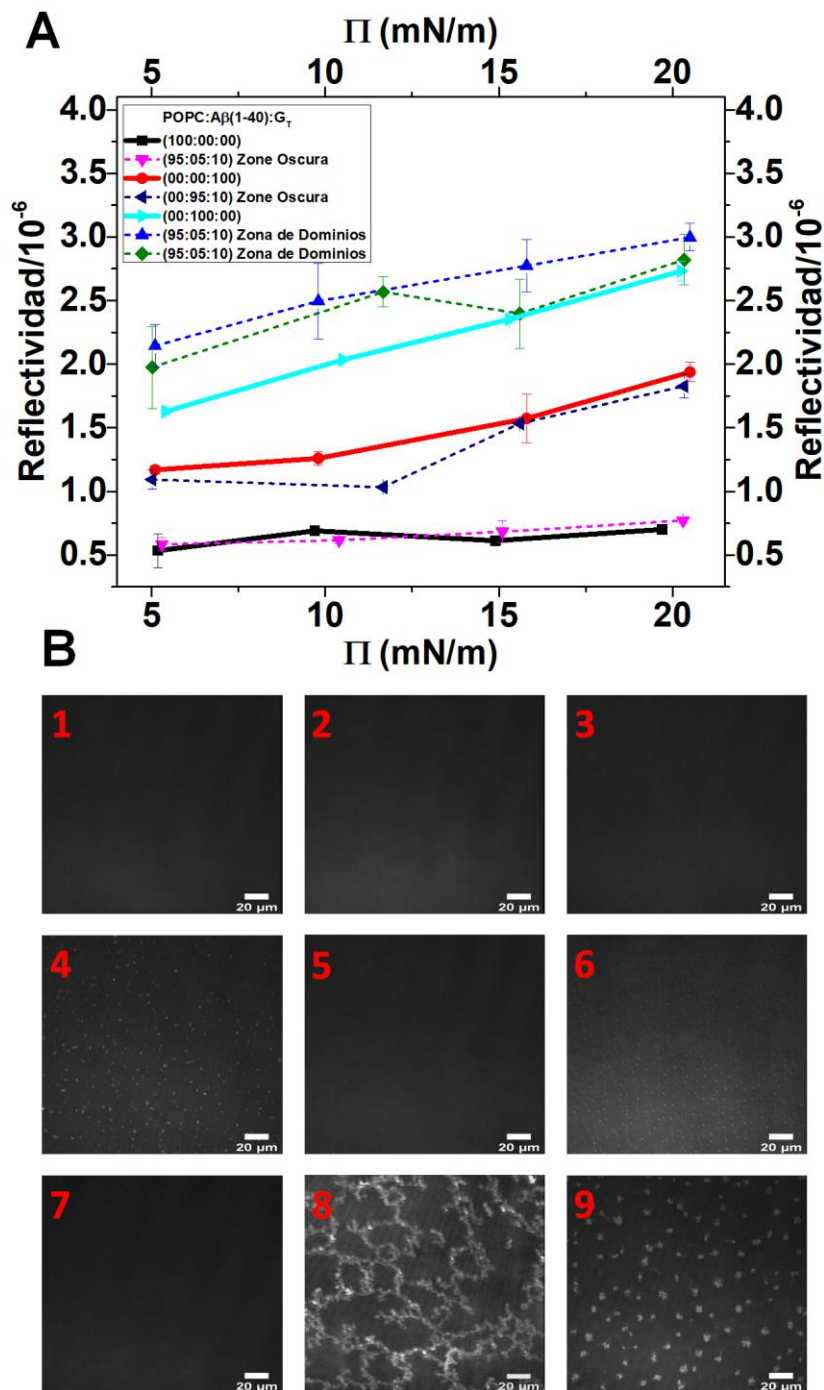 A
Π (mN/m)
5 10 15 20
4.0 4.0
3.5 3.5
3.0 3.0
2.5 2.5
2.0 2.0
1.5 1.5
1.0 1.0
0.5 0.5
Reflectividad/10⁻⁶
Reflectividad/10⁻⁶
POPC:Aβ(1-40):G_T
(100:00:00)
(95:05:10) Zone Oscura
(00:00:100)
(00:95:10) Zone Oscura
(00:100:00)
(95:05:10) Zona de Dominios
(95:05:10) Zona de Dominios
5 10 15 20
Π (mN/m)
B
1
20 µm
2
20 µm
3
20 µm
4
20 µm
5
20 µm
6
20 µm
7
20 µm
8
20 µm
9
20 µm